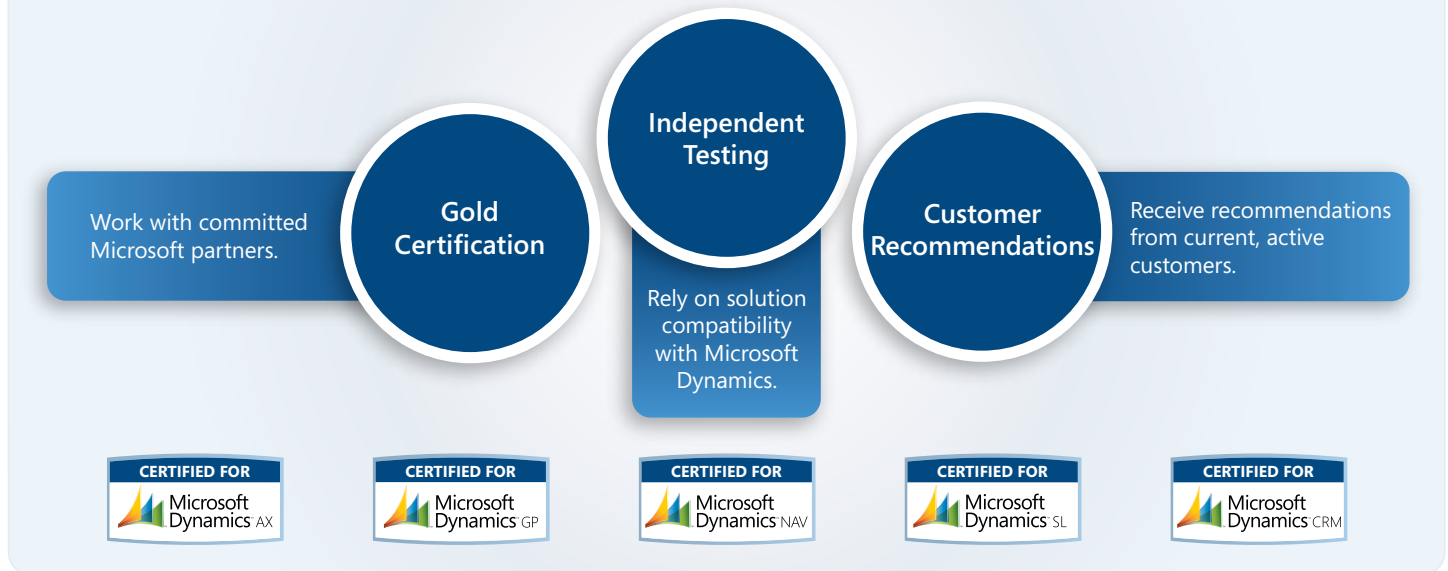 Work with committed
Microsoft partners.
Gold
Certification
Independent
Testing
Rely on solution
compatibility
with Microsoft
Dynamics.
Customer
Recommendations
Receive recommendations
from current, active
customers.
CERTIFIED FOR
Microsoft
Dynamics AX
CERTIFIED FOR
Microsoft
Dynamics GP
CERTIFIED FOR
Microsoft
Dynamics NAV
CERTIFIED FOR
Microsoft
Dynamics SL
CERTIFIED FOR
Microsoft
Dynamics CRM